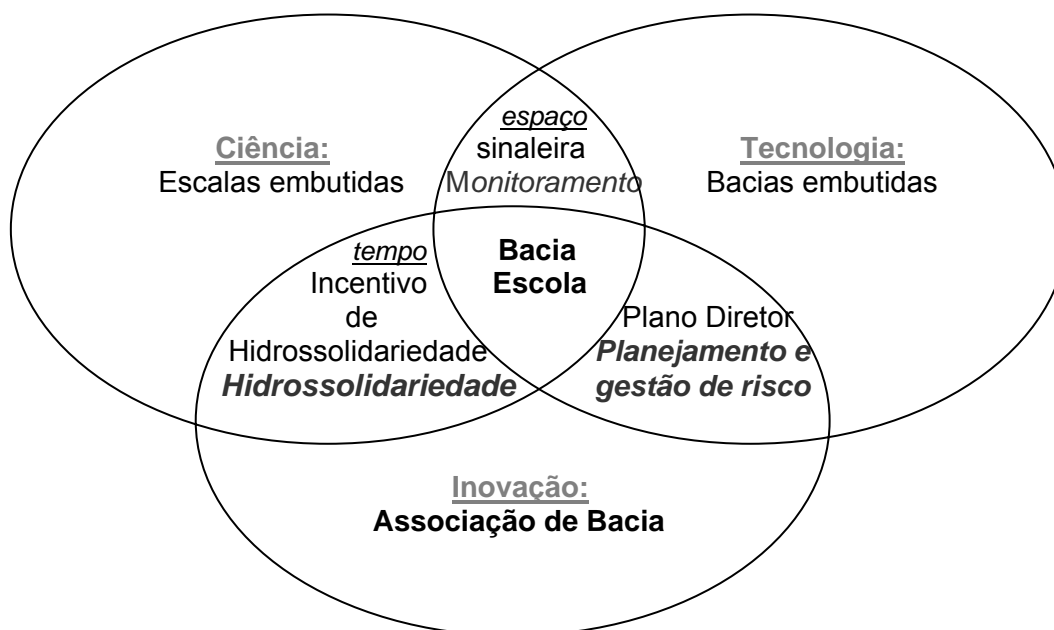 espaço
sinaleira
Monitoramento
Ciência:
Escalas embutidas
Tecnologia:
Bacias embutidas
tempo
Incentivo
de
Hidrossolidariedade
Hidrossolidariedade
Bacia
Escola
Plano Diretor
Planejamento e
gestão de risco
Inovação:
Associação de Bacia